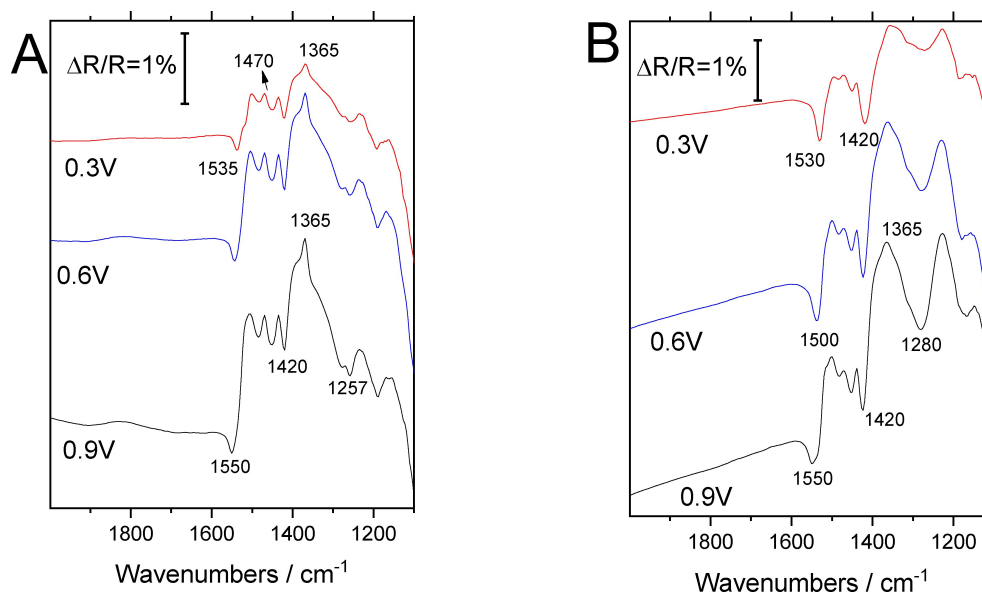 A
ΔR/R=1%
1470
1365
0.3V
1535
1365
0.6V
1420
1257
0.9V
1550
1800
1600
1400
1200
Wavenumbers / cm⁻¹
B
ΔR/R=1%
0.3V
1530
1420
1365
0.6V
1500
1280
1420
1550
0.9V
1800
1600
1400
1200
Wavenumbers / cm⁻¹